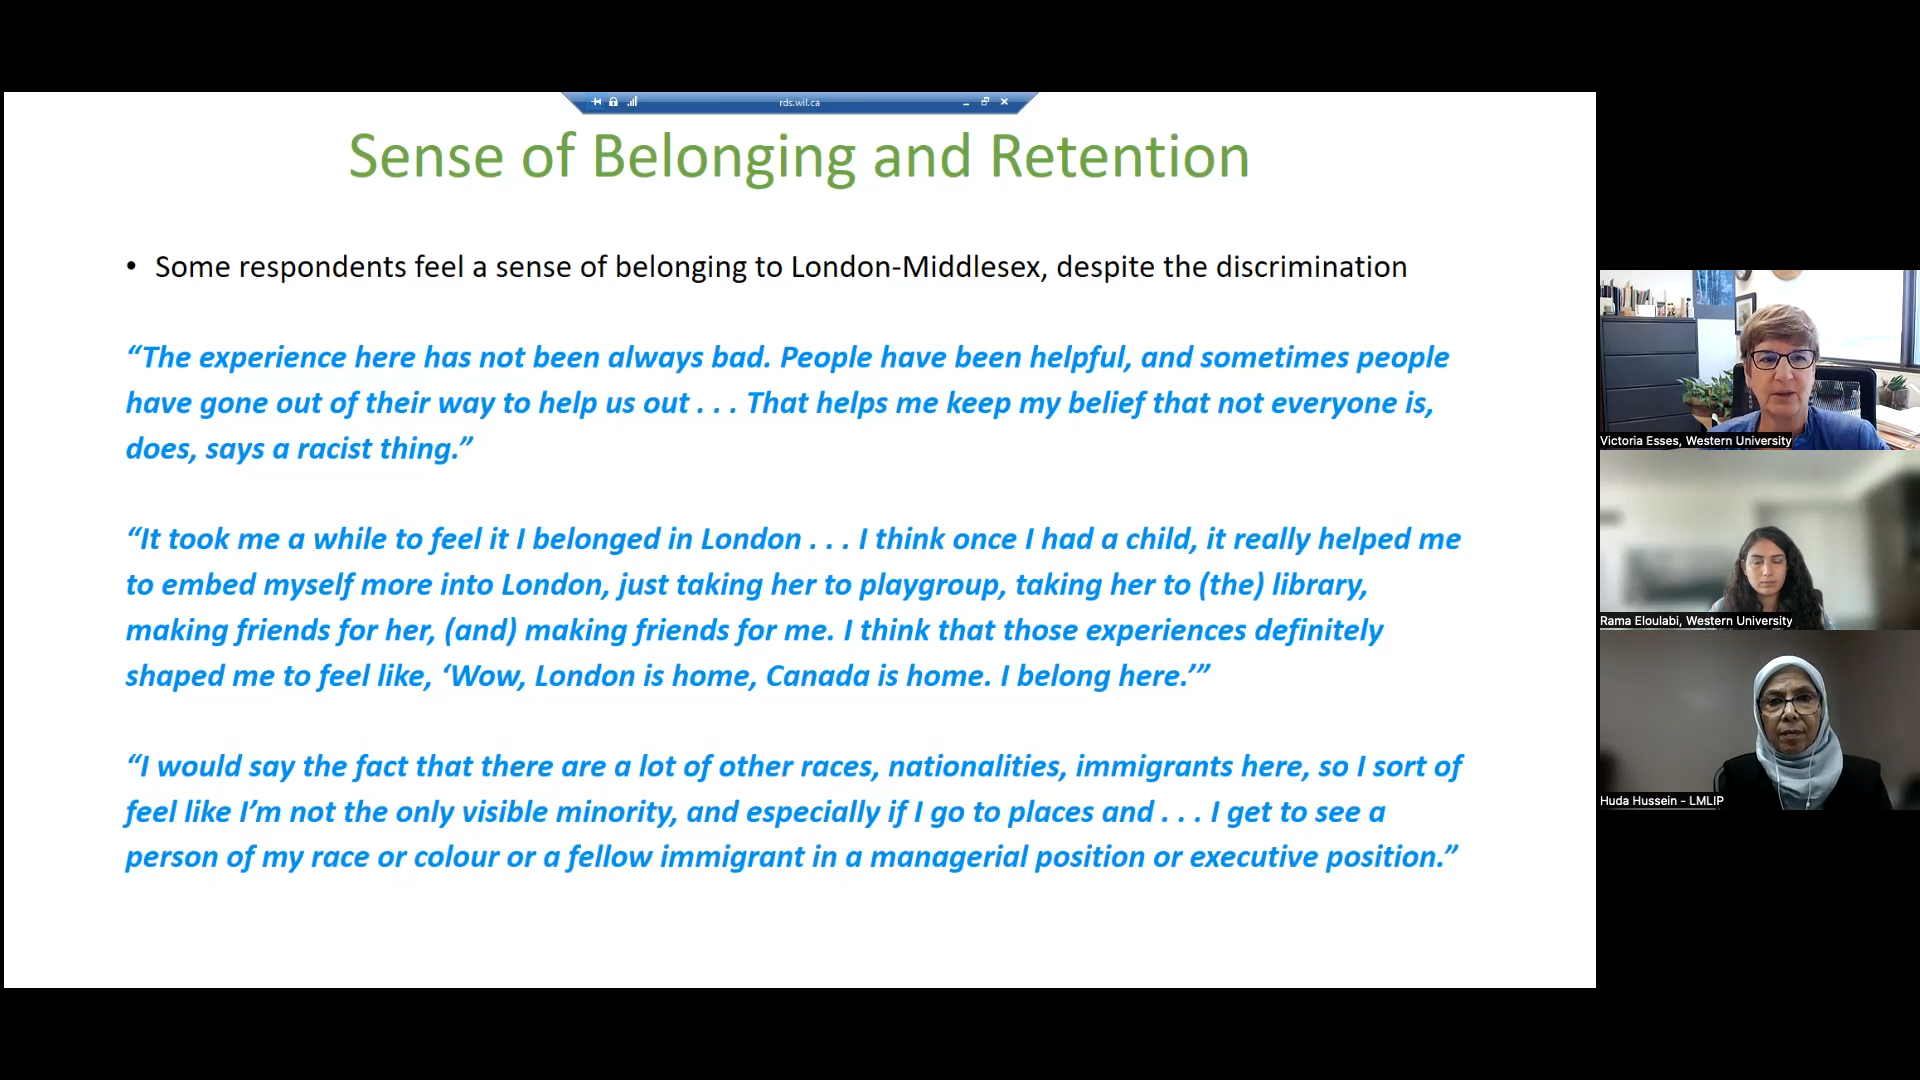 rds.wil.ca
Sense of Belonging and Retention
• Some respondents feel a sense of belonging to London-Middlesex, despite the discrimination
“The experience here has not been always bad. People have been helpful, and sometimes people
have gone out of their way to help us out . . . That helps me keep my belief that not everyone is,
does, says a racist thing.”
“It took me a while to feel it I belonged in London . . . I think once I had a child, it really helped me
to embed myself more into London, just taking her to playgroup, taking her to (the) library,
making friends for her, (and) making friends for me. I think that those experiences definitely
shaped me to feel like, ‘Wow, London is home, Canada is home. I belong here.’”
“I would say the fact that there are a lot of other races, nationalities, immigrants here, so I sort of
feel like I’m not the only visible minority, and especially if I go to places and . . . I get to see a
person of my race or colour or a fellow immigrant in a managerial position or executive position.”
Victoria Esses, Western University
Rama Eloulabi, Western University
Huda Hussein - LMLIP